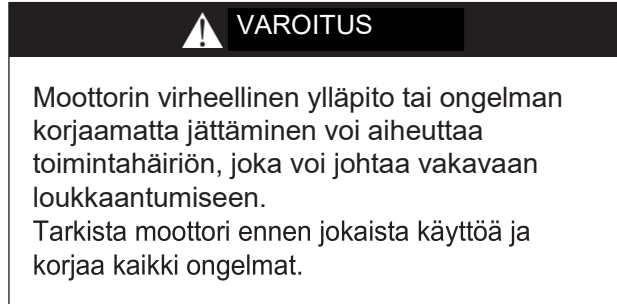 VAROITUS
Moottorin virheellinen ylläpito tai ongelman
korjaamatta jättäminen voi aiheuttaa
toimintahäiriön, joka voi johtaa vakavaan
loukkaantumiseen.
Tarkista moottori ennen jokaista käyttöä ja
korjaa kaikki ongelmat.